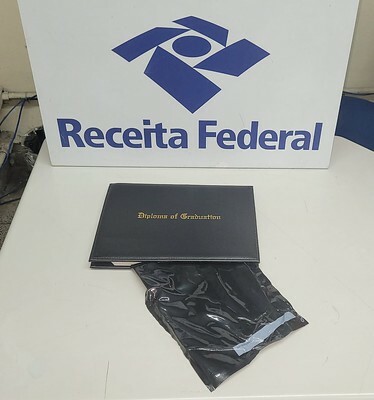 Receita Federal
Diploma of Graduation